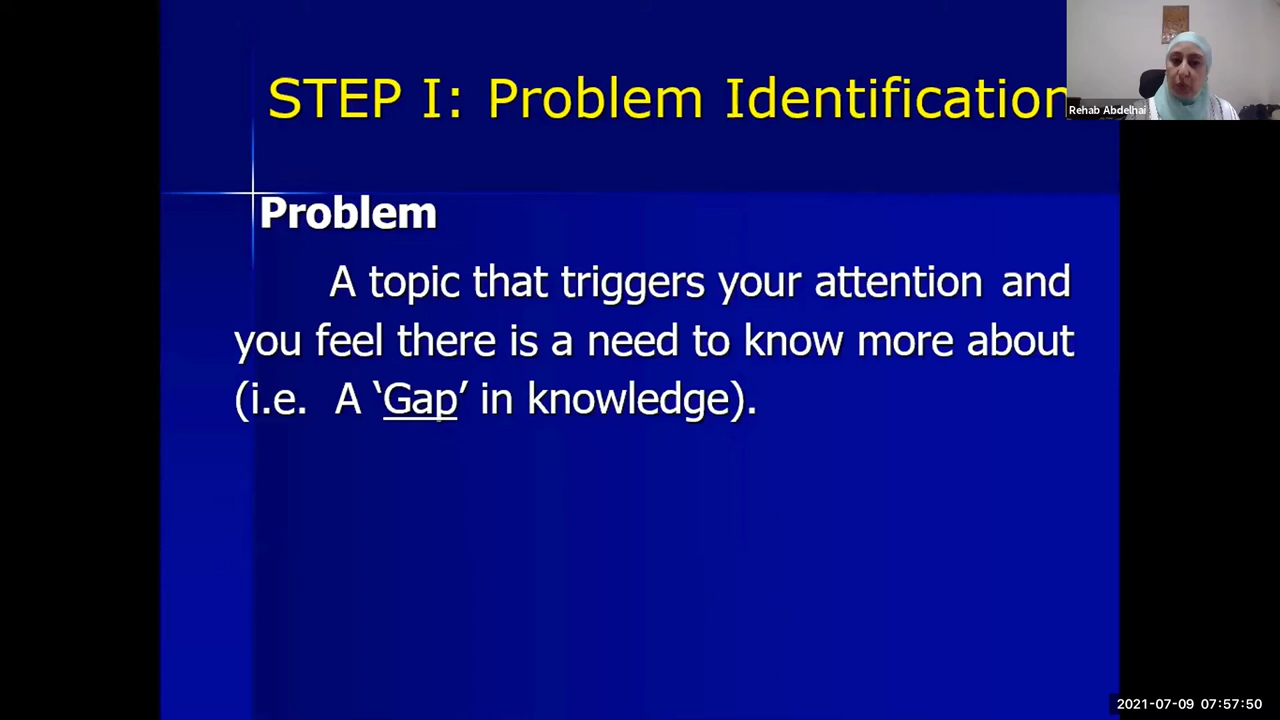 STEP I: Problem Identification
Rehab Abdelhai
Problem
A topic that triggers your attention and
you feel there is a need to know more about
(i.e. A ‘Gap’ in knowledge).
2021-07-09 07:57:50